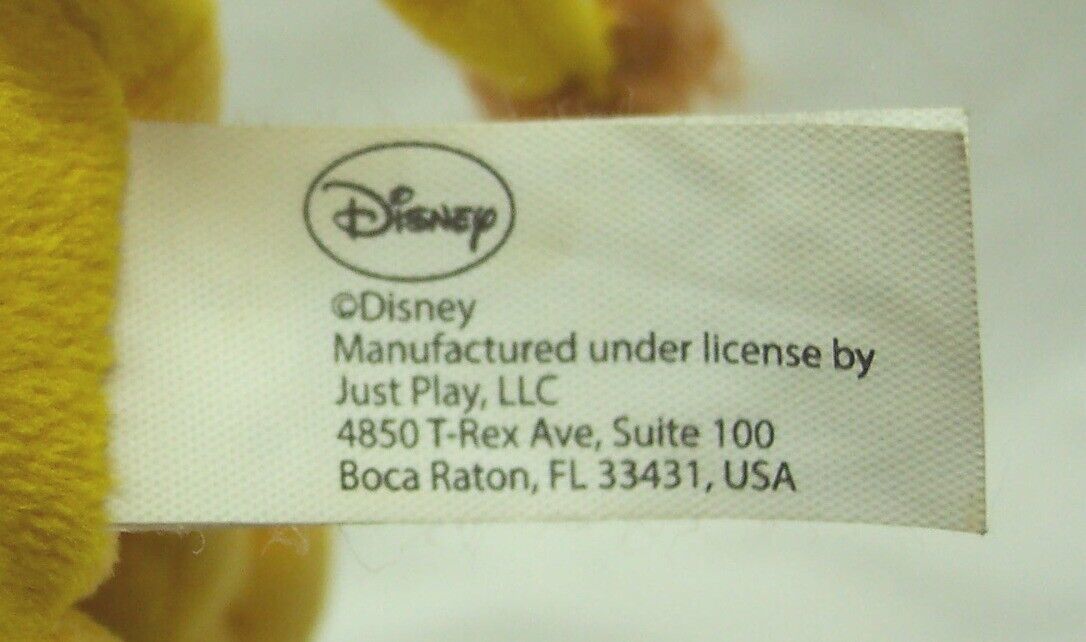 Disney
©Disney
Manufactured under license by
Just Play, LLC
4850 T-Rex Ave, Suite 100
Boca Raton, FL 33431, USA